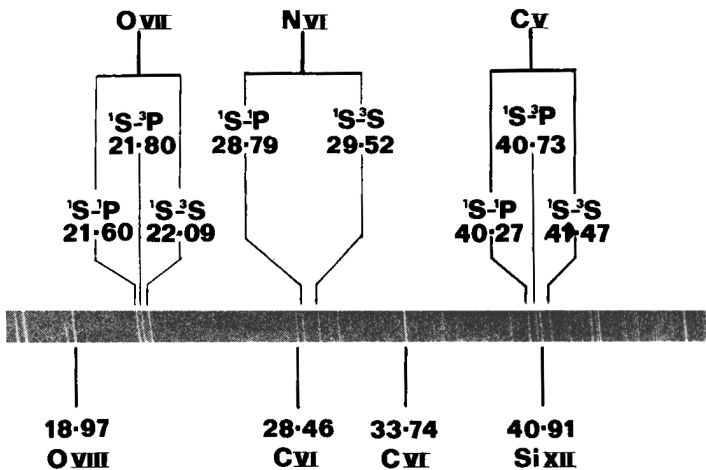 O VII N VI C V
¹S-³P ¹S-¹P ¹S-³S ¹S-³P
21·80 28·79 29·52 40·73
¹S-¹P ¹S-³S ¹S-¹P ¹S-³S
21·60 22·09 40·27 41·47
18·97 28·46 33·74 40·91
O VIII C VI C VI Si XII